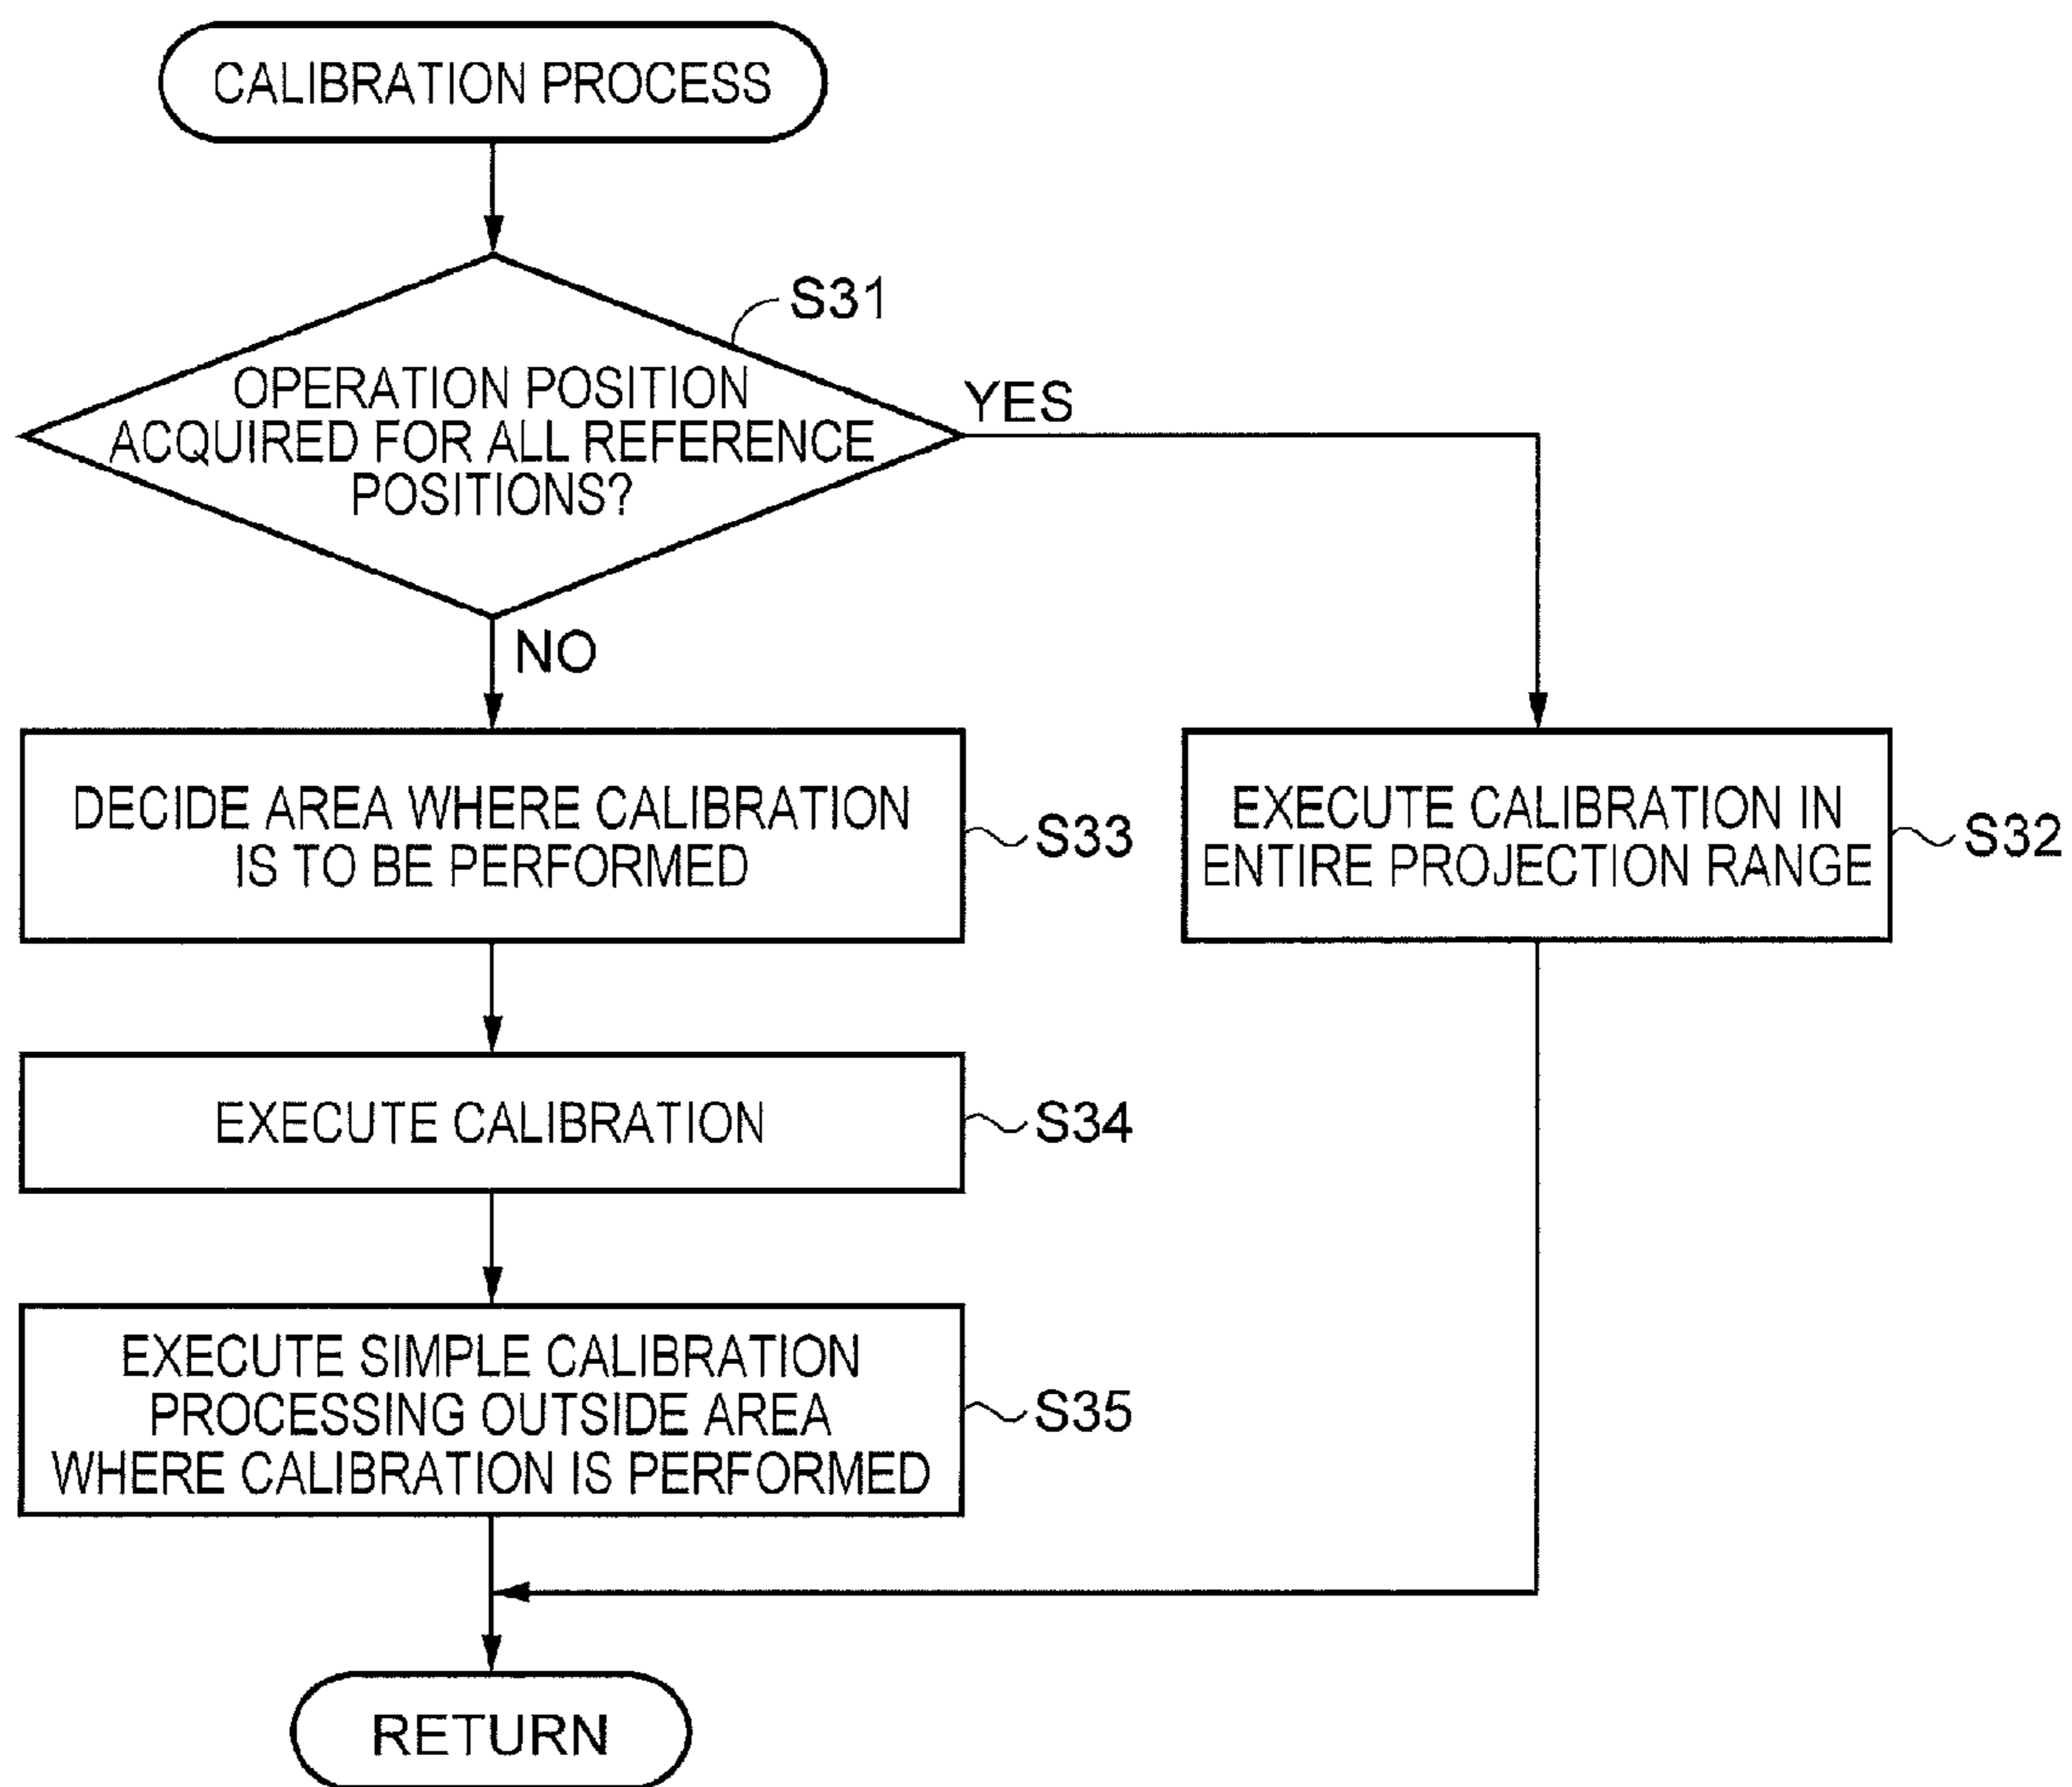 CALIBRATION PROCESS
S31
OPERATION POSITION
ACQUIRED FOR ALL REFERENCE
POSITIONS?
YES
NO
DECIDE AREA WHERE CALIBRATION
IS TO BE PERFORMED
S33
EXECUTE CALIBRATION IN
ENTIRE PROJECTION RANGE
S32
EXECUTE CALIBRATION
S34
EXECUTE SIMPLE CALIBRATION
PROCESSING OUTSIDE AREA
WHERE CALIBRATION IS PERFORMED
S35
RETURN